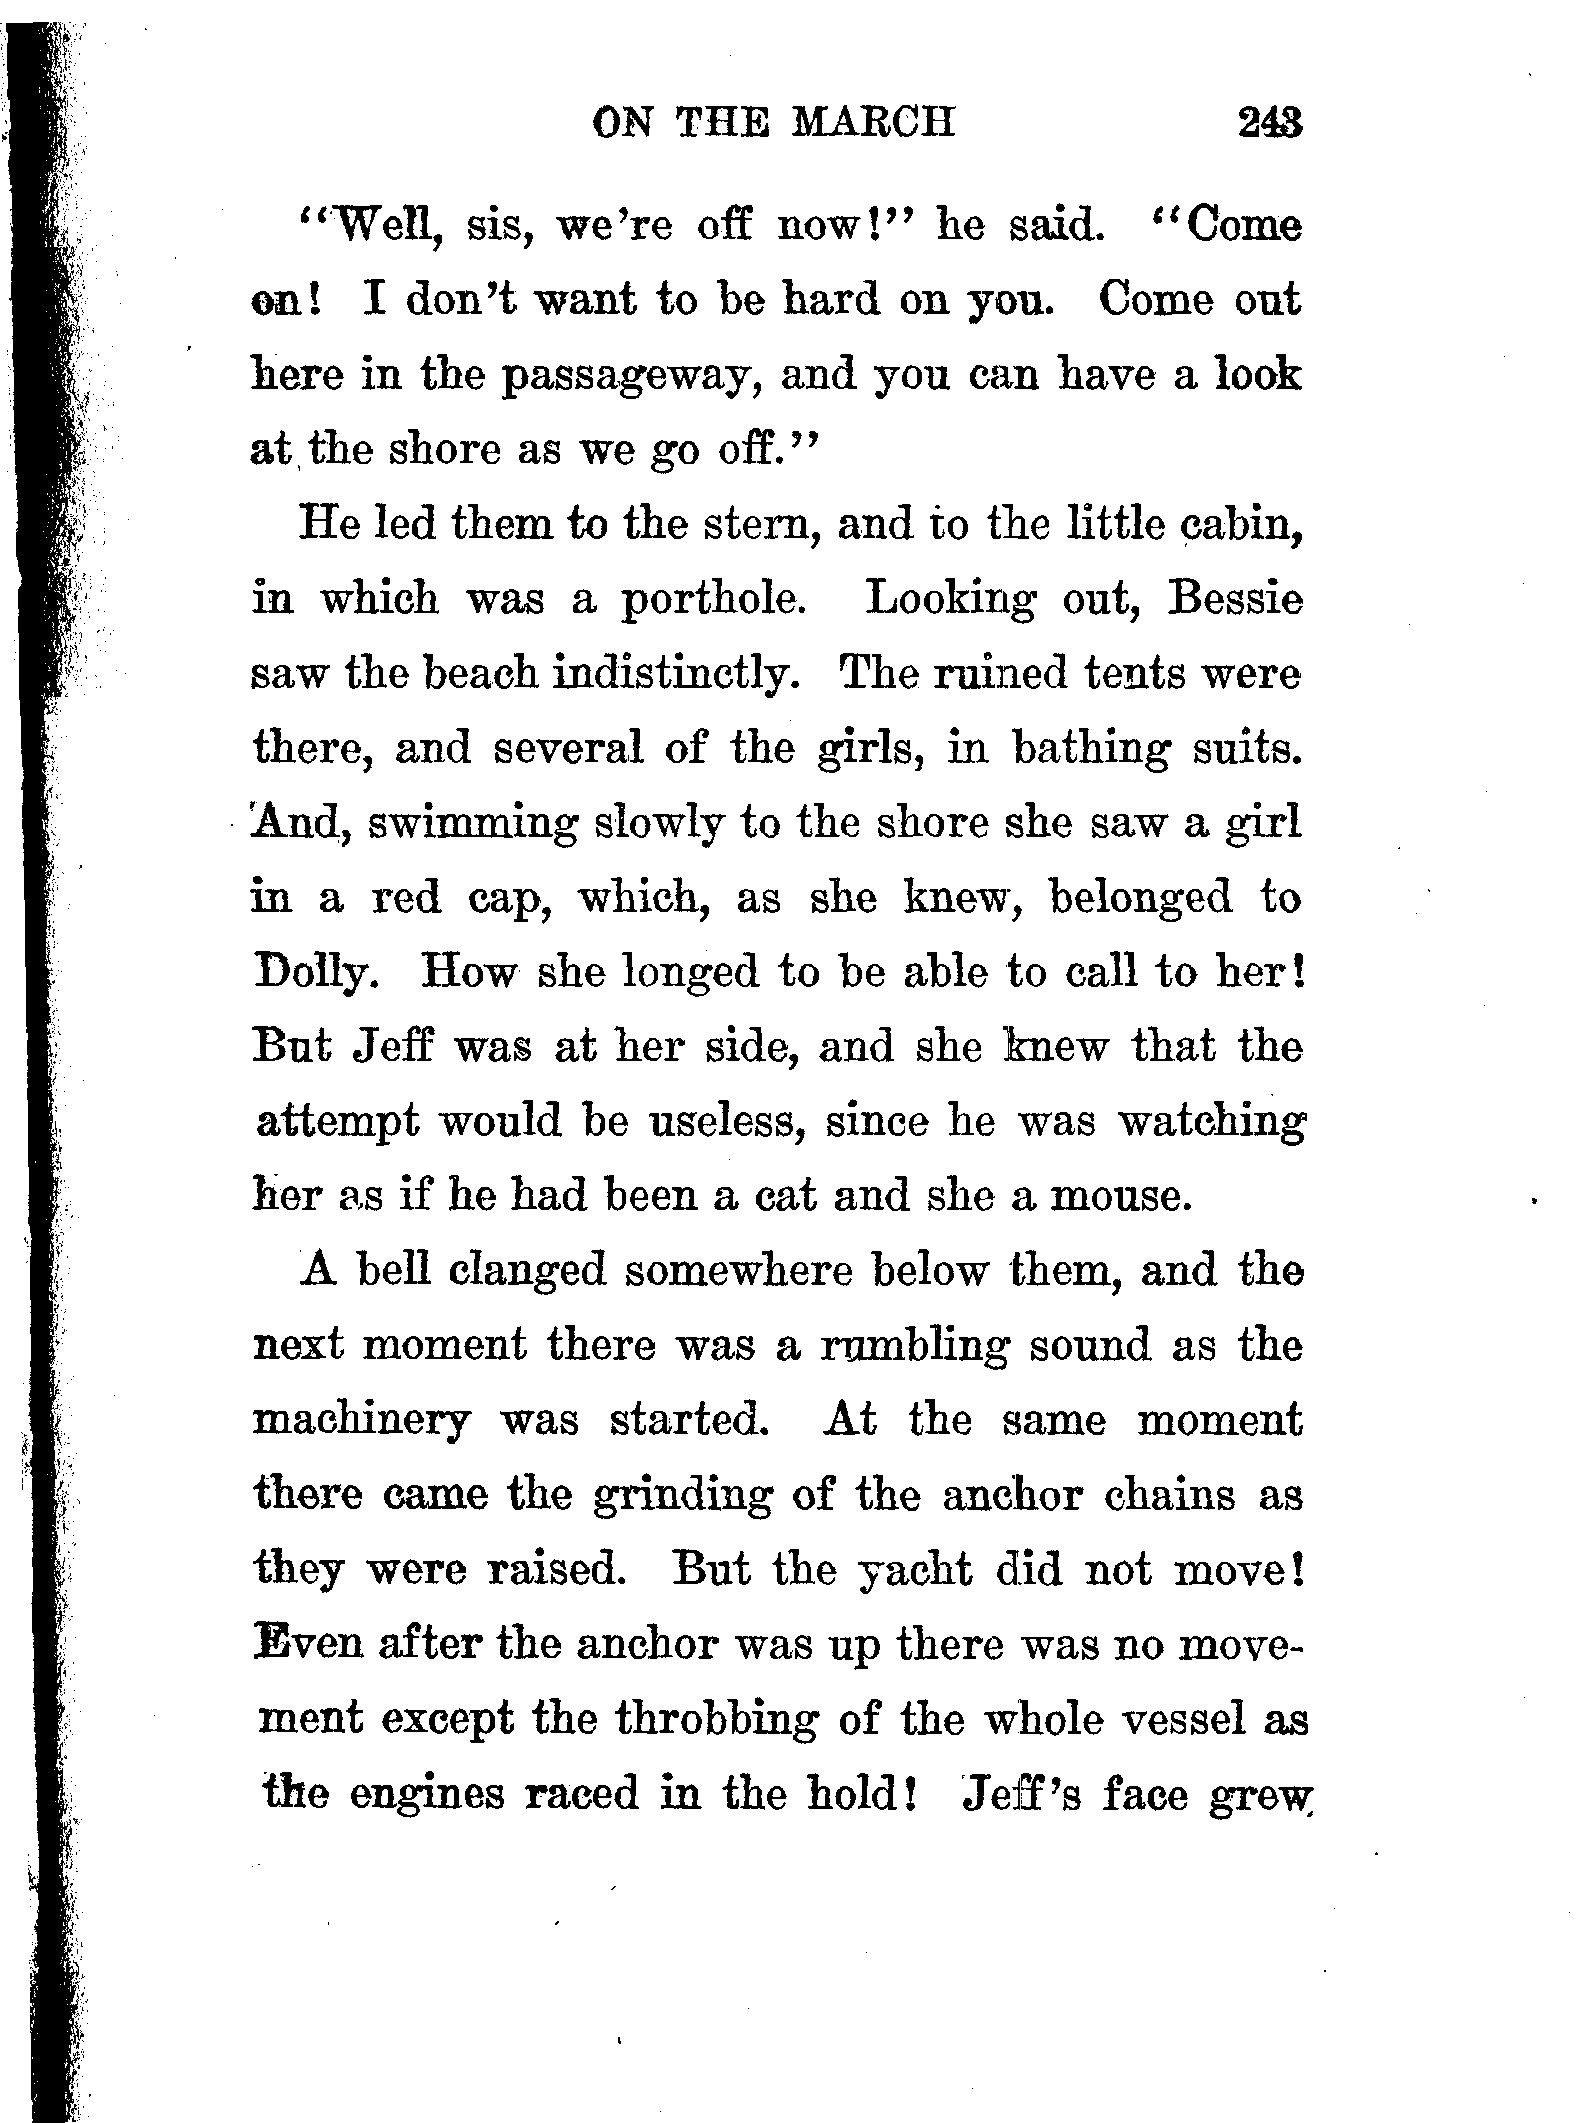 ON THE MARCH 243
"Well, sis, we're off now!" he said. "Come
on! I don't want to be hard on you. Come out
here in the passageway, and you can have a look
at the shore as we go off."
He led them to the stern, and to the little cabin,
in which was a porthole. Looking out, Bessie
saw the beach indistinctly. The ruined tents were
there, and several of the girls, in bathing suits.
And, swimming slowly to the shore she saw a girl
in a red cap, which, as she knew, belonged to
Dolly. How she longed to be able to call to her!
But Jeff was at her side, and she knew that the
attempt would be useless, since he was watching
her as if he had been a cat and she a mouse.
A bell clanged somewhere below them, and the
next moment there was a rumbling sound as the
machinery was started. At the same moment
there came the grinding of the anchor chains as
they were raised. But the yacht did not move!
Even after the anchor was up there was no move-
ment except the throbbing of the whole vessel as
the engines raced in the hold! Jeff's face grew